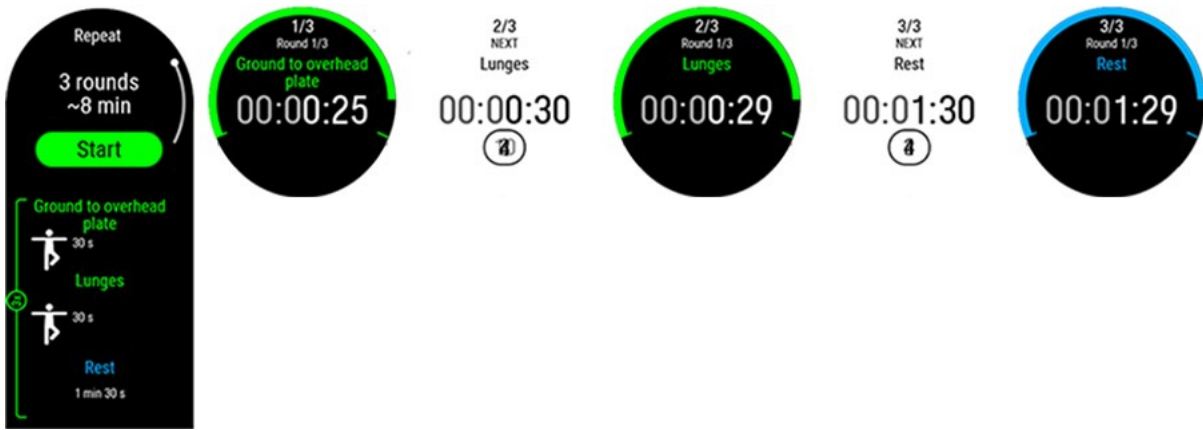 Repeat
3 rounds
~8 min
Start
Ground to overhead
plate
30 s
Lunges
30 s
3x
Rest
1 min 30 s
1/3
Round 1/3
Ground to overhead
plate
00:00:25
2/3
NEXT
Lunges
00:00:30
2/3
Round 1/3
Lunges
00:00:29
3/3
NEXT
Rest
00:01:30
3/3
Round 1/3
Rest
00:01:29